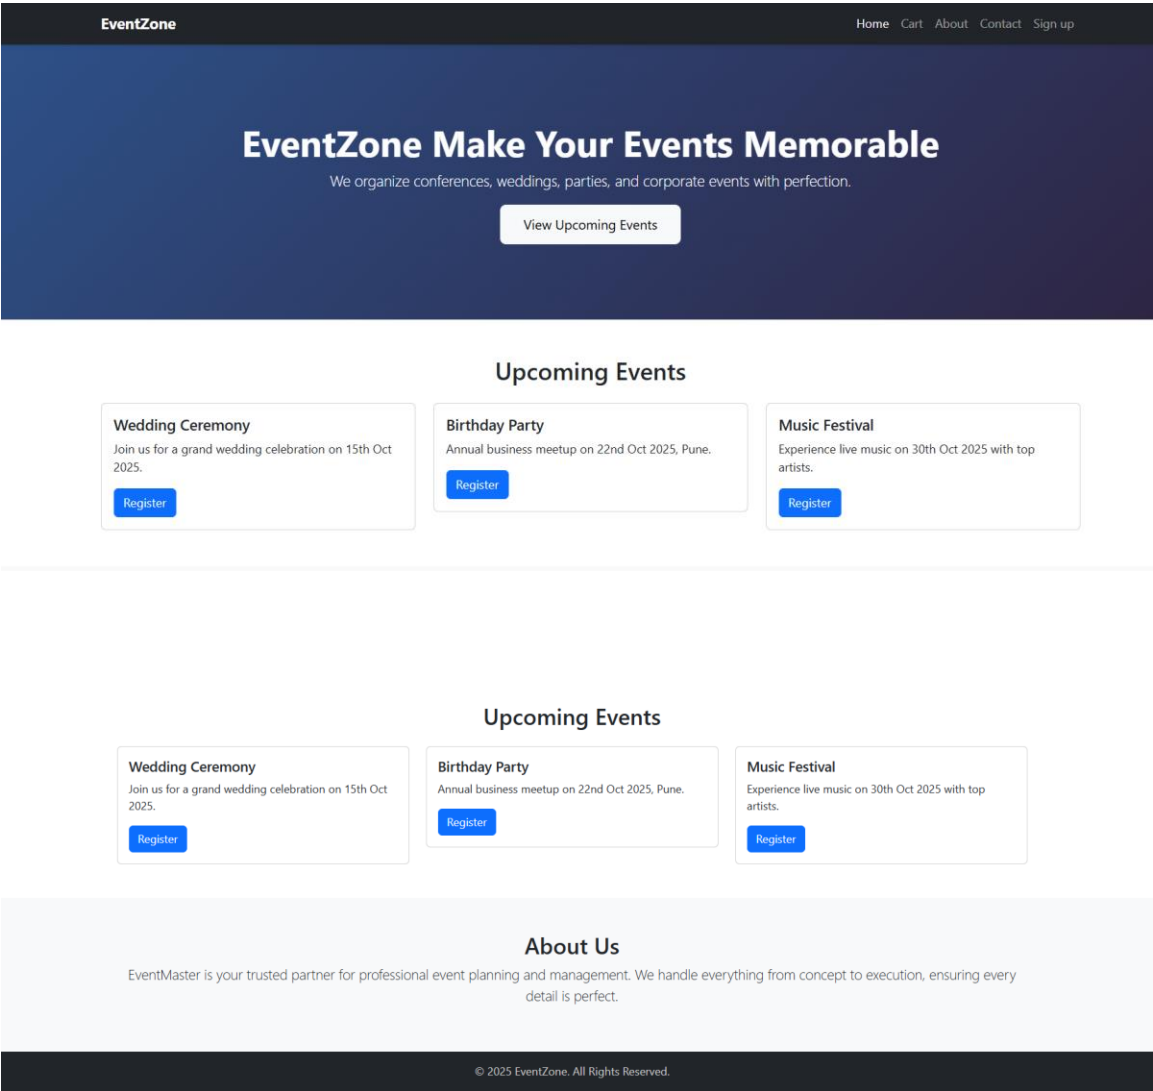 EventZone
Home Cart About Contact Sign up
EventZone Make Your Events Memorable
We organize conferences, weddings, parties, and corporate events with perfection.
View Upcoming Events
Upcoming Events
Wedding Ceremony
Join us for a grand wedding celebration on 15th Oct
2025.
Register
Birthday Party
Annual business meetup on 22nd Oct 2025, Pune.
Register
Music Festival
Experience live music on 30th Oct 2025 with top
artists.
Register
Upcoming Events
Wedding Ceremony
Join us for a grand wedding celebration on 15th Oct
2025.
Register
Birthday Party
Annual business meetup on 22nd Oct 2025, Pune.
Register
Music Festival
Experience live music on 30th Oct 2025 with top
artists.
Register
About Us
EventMaster is your trusted partner for professional event planning and management. We handle everything from concept to execution, ensuring every
detail is perfect.
© 2025 EventZone. All Rights Reserved.